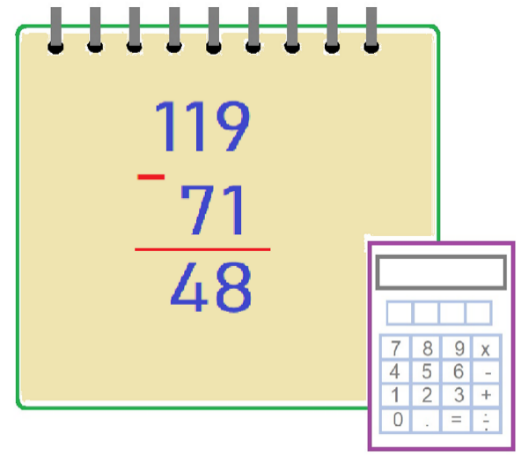 119
-
71
48
7 8 9 x
4 5 6 -
1 2 3 +
0 . = ÷